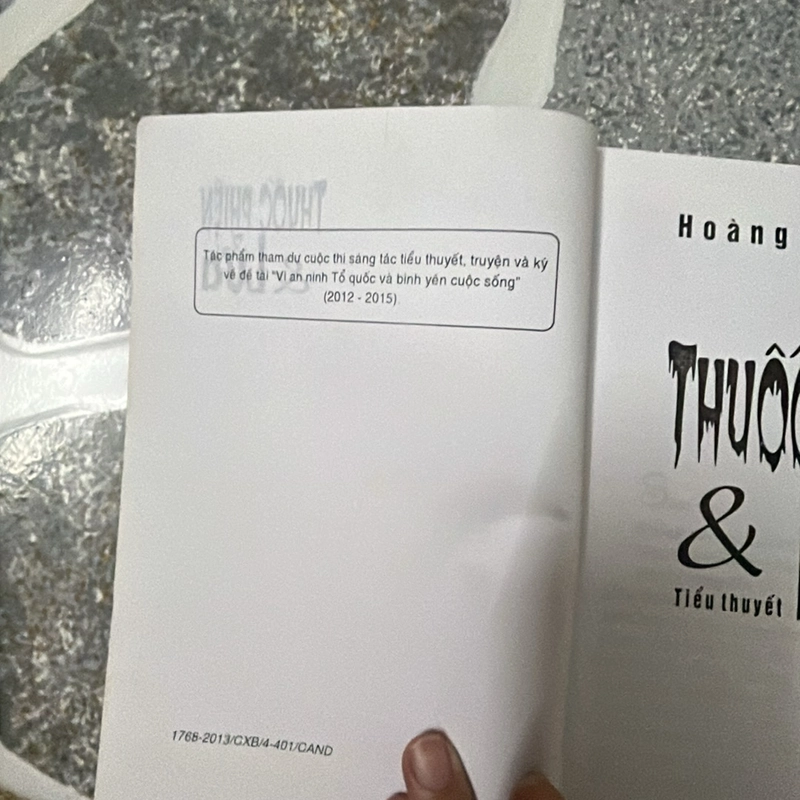 Tác phẩm tham dự cuộc thi sáng tác tiểu thuyết, truyện và ký
về đề tài "Vì an ninh Tổ quốc và bình yên cuộc sống"
(2012 - 2015)
1768-2013/CXB/4-401/CAND
Hoàng
THUỐC
&
Tiểu thuyết